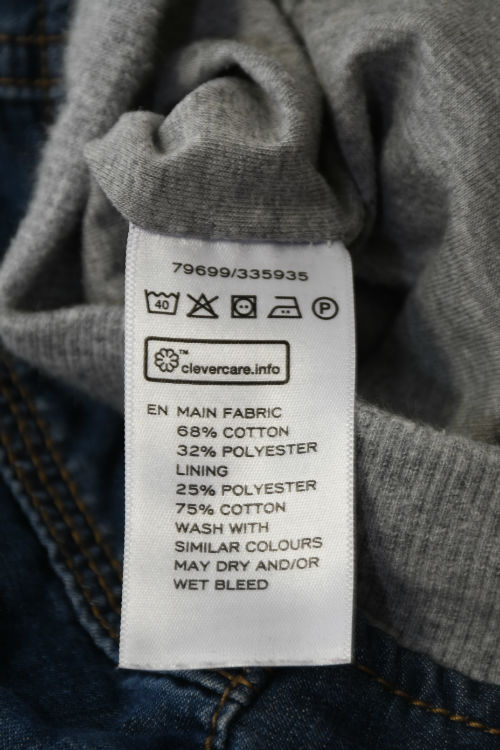 79699/335935
40 P
™
clevercare.info
EN MAIN FABRIC
68% COTTON
32% POLYESTER
LINING
25% POLYESTER
75% COTTON
WASH WITH
SIMILAR COLOURS
MAY DRY AND/OR
WET BLEED